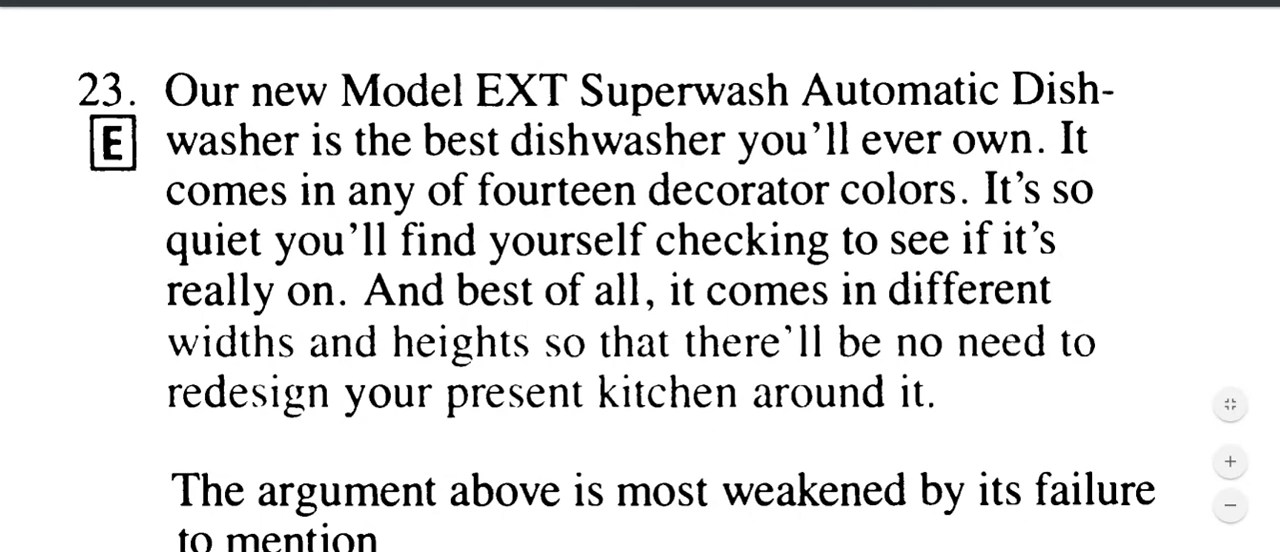 23. Our new Model EXT Superwash Automatic Dish-
E washer is the best dishwasher you'll ever own. It
comes in any of fourteen decorator colors. It's so
quiet you'll find yourself checking to see if it's
really on. And best of all, it comes in different
widths and heights so that there'll be no need to
redesign your present kitchen around it.
The argument above is most weakened by its failure
to mention